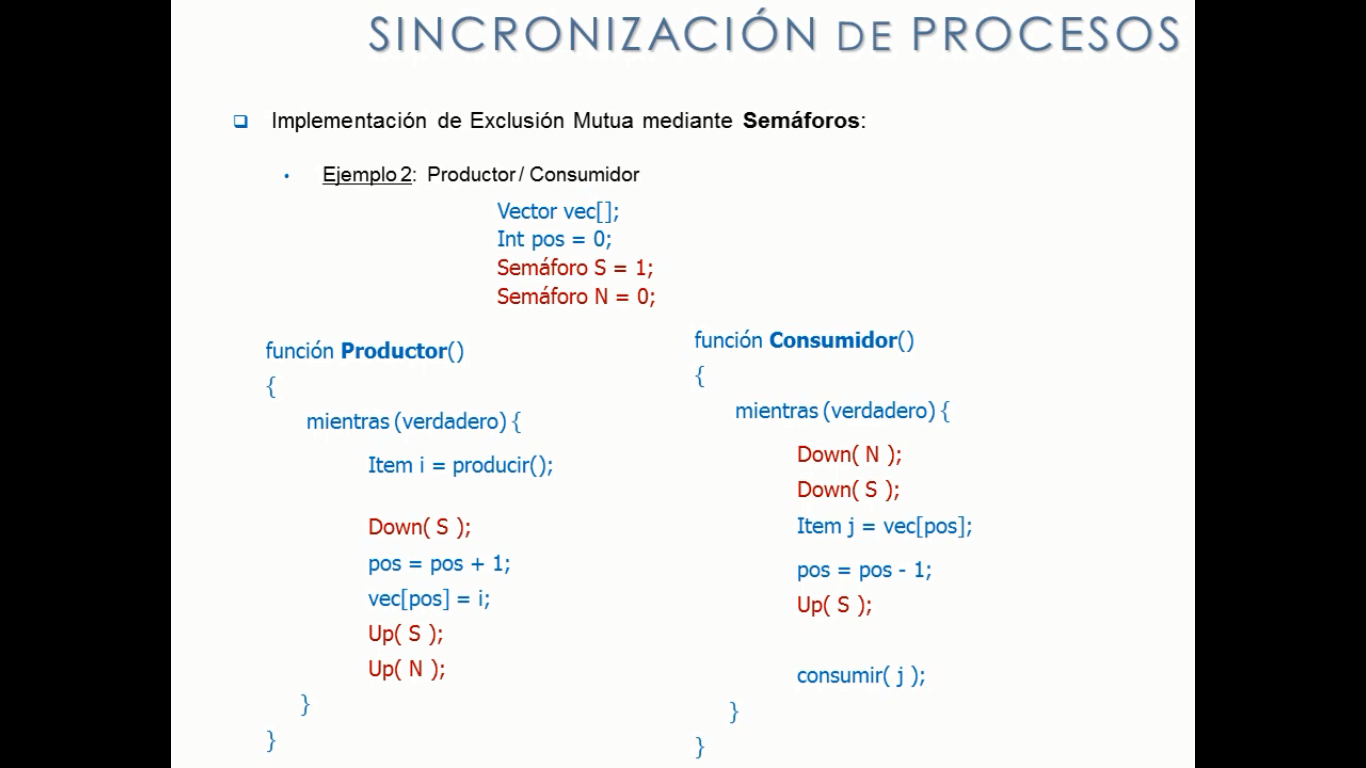 SINCRONIZACIÓN DE PROCESOS
Implementación de Exclusión Mutua mediante Semáforos:
Ejemplo 2: Productor / Consumidor
Vector vec[];
Int pos = 0;
Semáforo S = 1;
Semáforo N = 0;
función Productor()
{
mientras (verdadero) {
Item i = producir();
Down( S );
pos = pos + 1;
vec[pos] = i;
Up( S );
Up( N );
}
}
función Consumidor()
{
mientras (verdadero) {
Down( N );
Down( S );
Item j = vec[pos];
pos = pos - 1;
Up( S );
consumir( j );
}
}